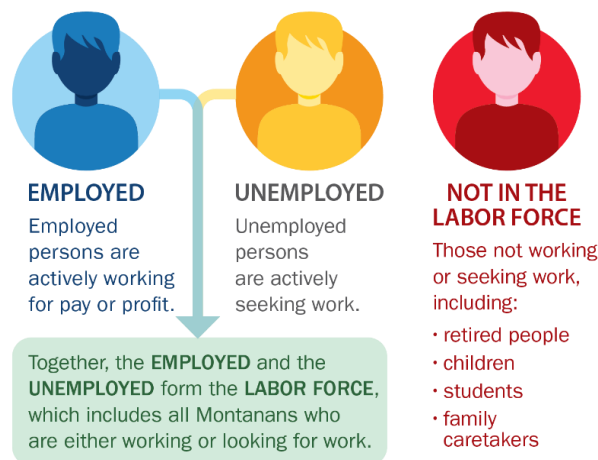 EMPLOYED
Employed
persons are
actively working
for pay or profit.
UNEMPLOYED
Unemployed
persons
are actively
seeking work.
NOT IN THE
LABOR FORCE
Those not working
or seeking work,
including:
• retired people
• children
• students
• family
caretakers
Together, the EMPLOYED and the
UNEMPLOYED form the LABOR FORCE,
which includes all Montanans who
are either working or looking for work.